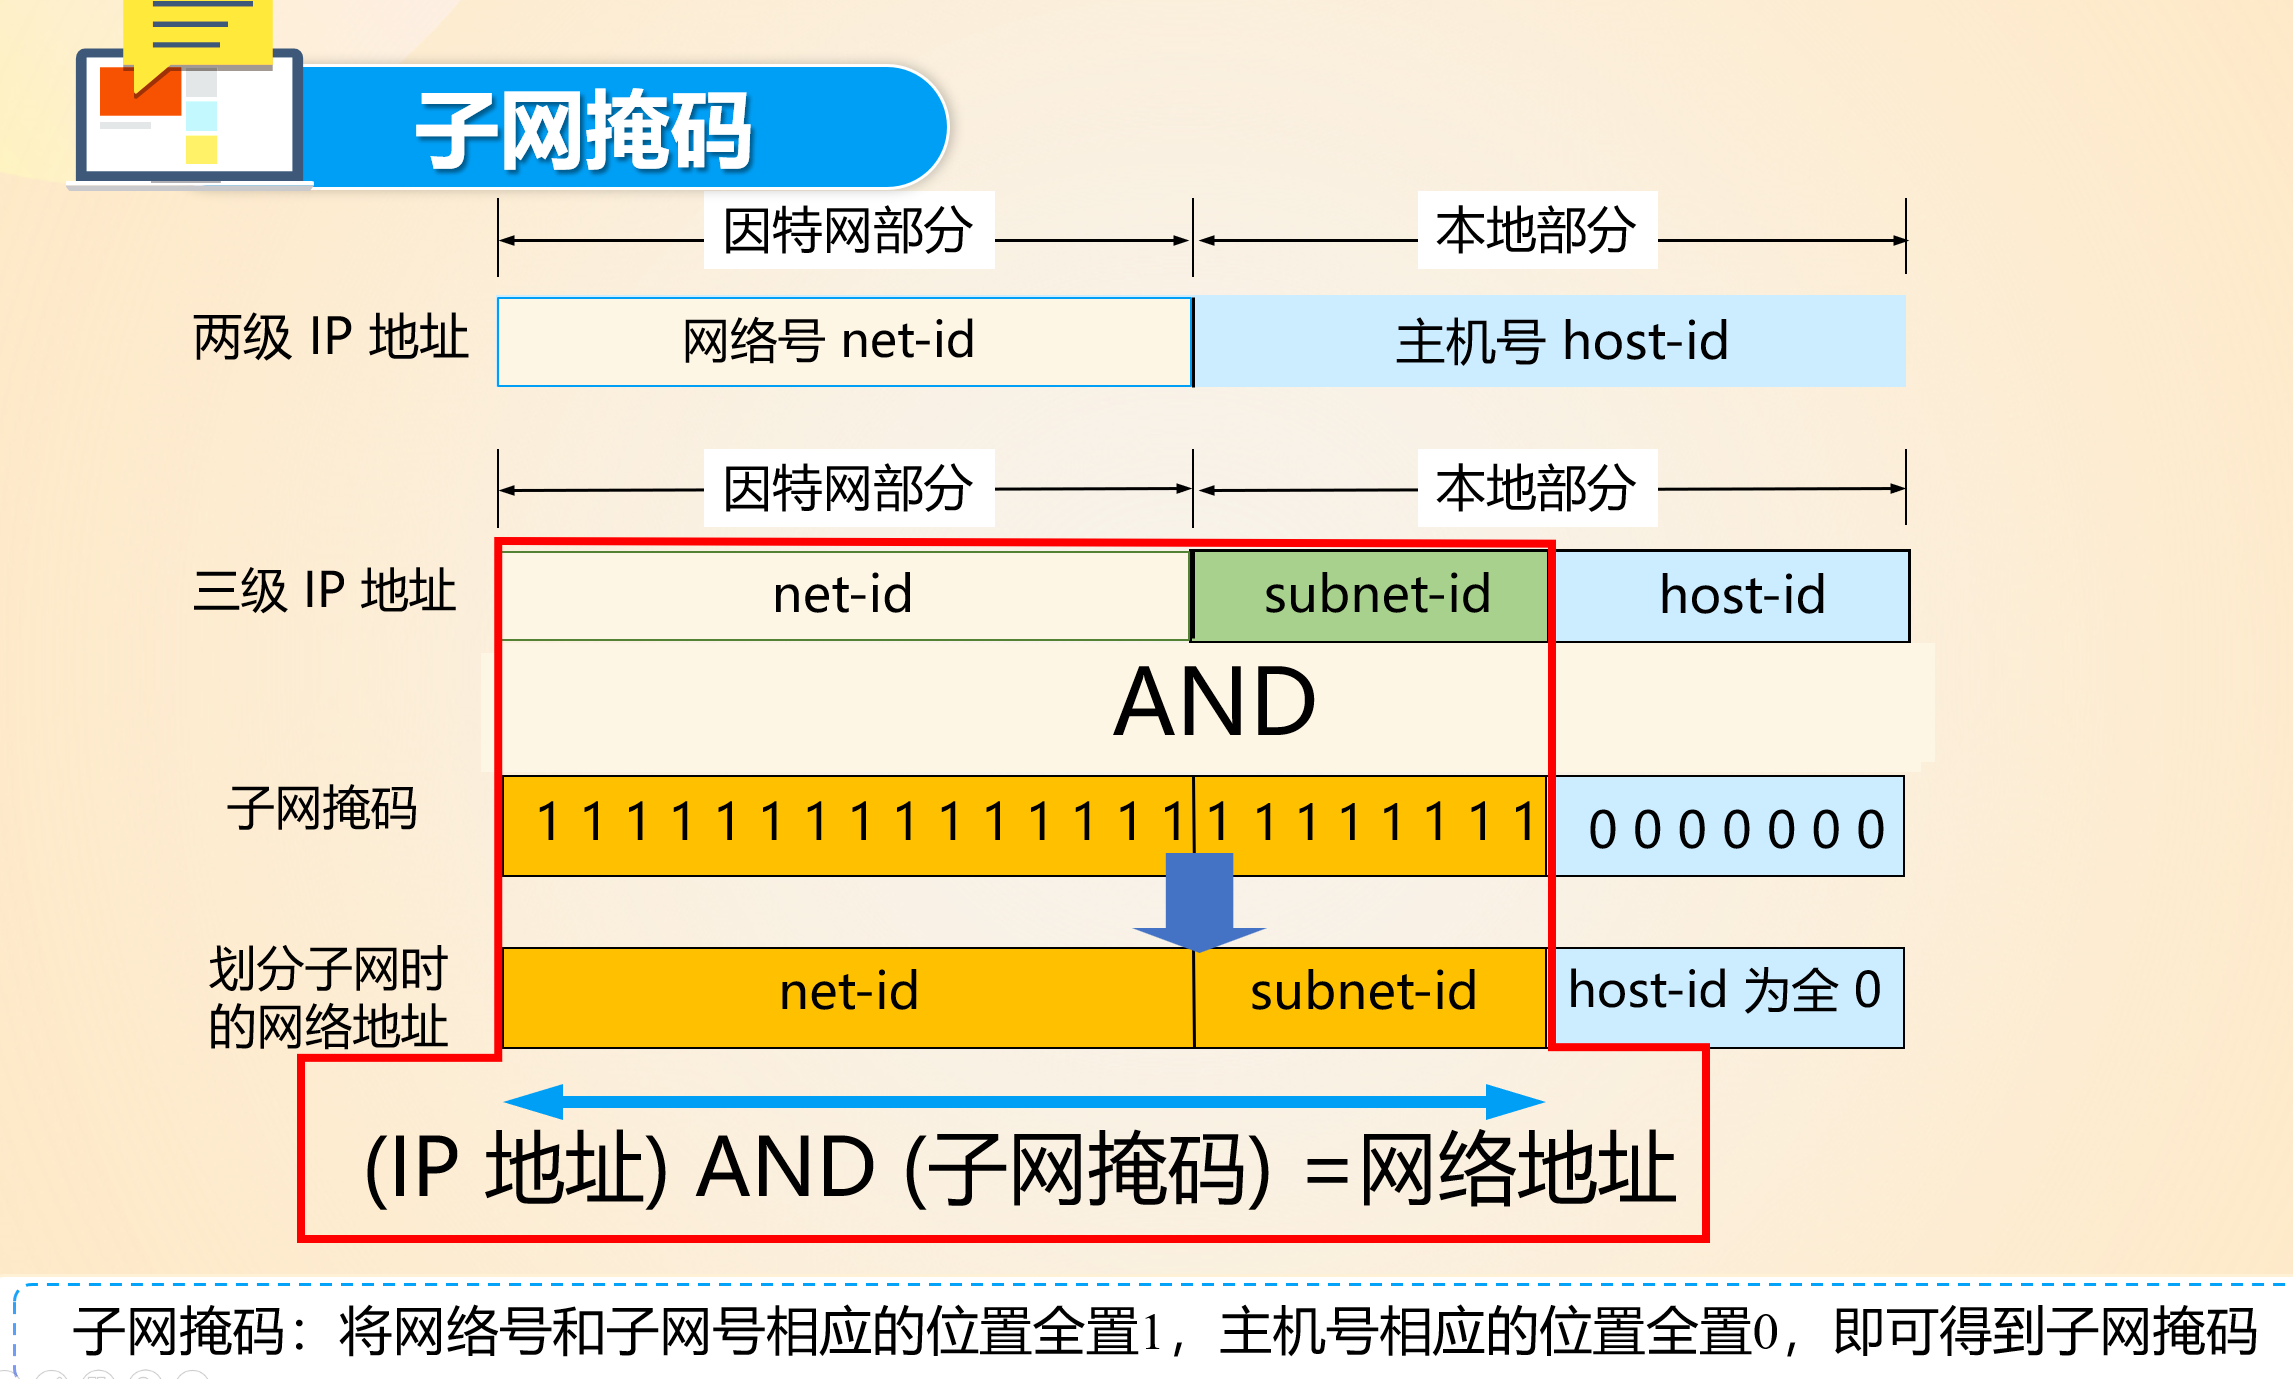 子网掩码
因特网部分 本地部分
两级 IP 地址 网络号 net-id 主机号 host-id
因特网部分 本地部分
三级 IP 地址 net-id subnet-id host-id
AND
子网掩码 1 1 1 1 1 1 1 1 1 1 1 1 1 1 1 1 1 1 1 1 1 1 1 0 0 0 0 0 0 0
划分子网时
的网络地址 net-id subnet-id host-id 为全 0
(IP 地址) AND (子网掩码) =网络地址
子网掩码：将网络号和子网号相应的位置全置1，主机号相应的位置全置0，即可得到子网掩码